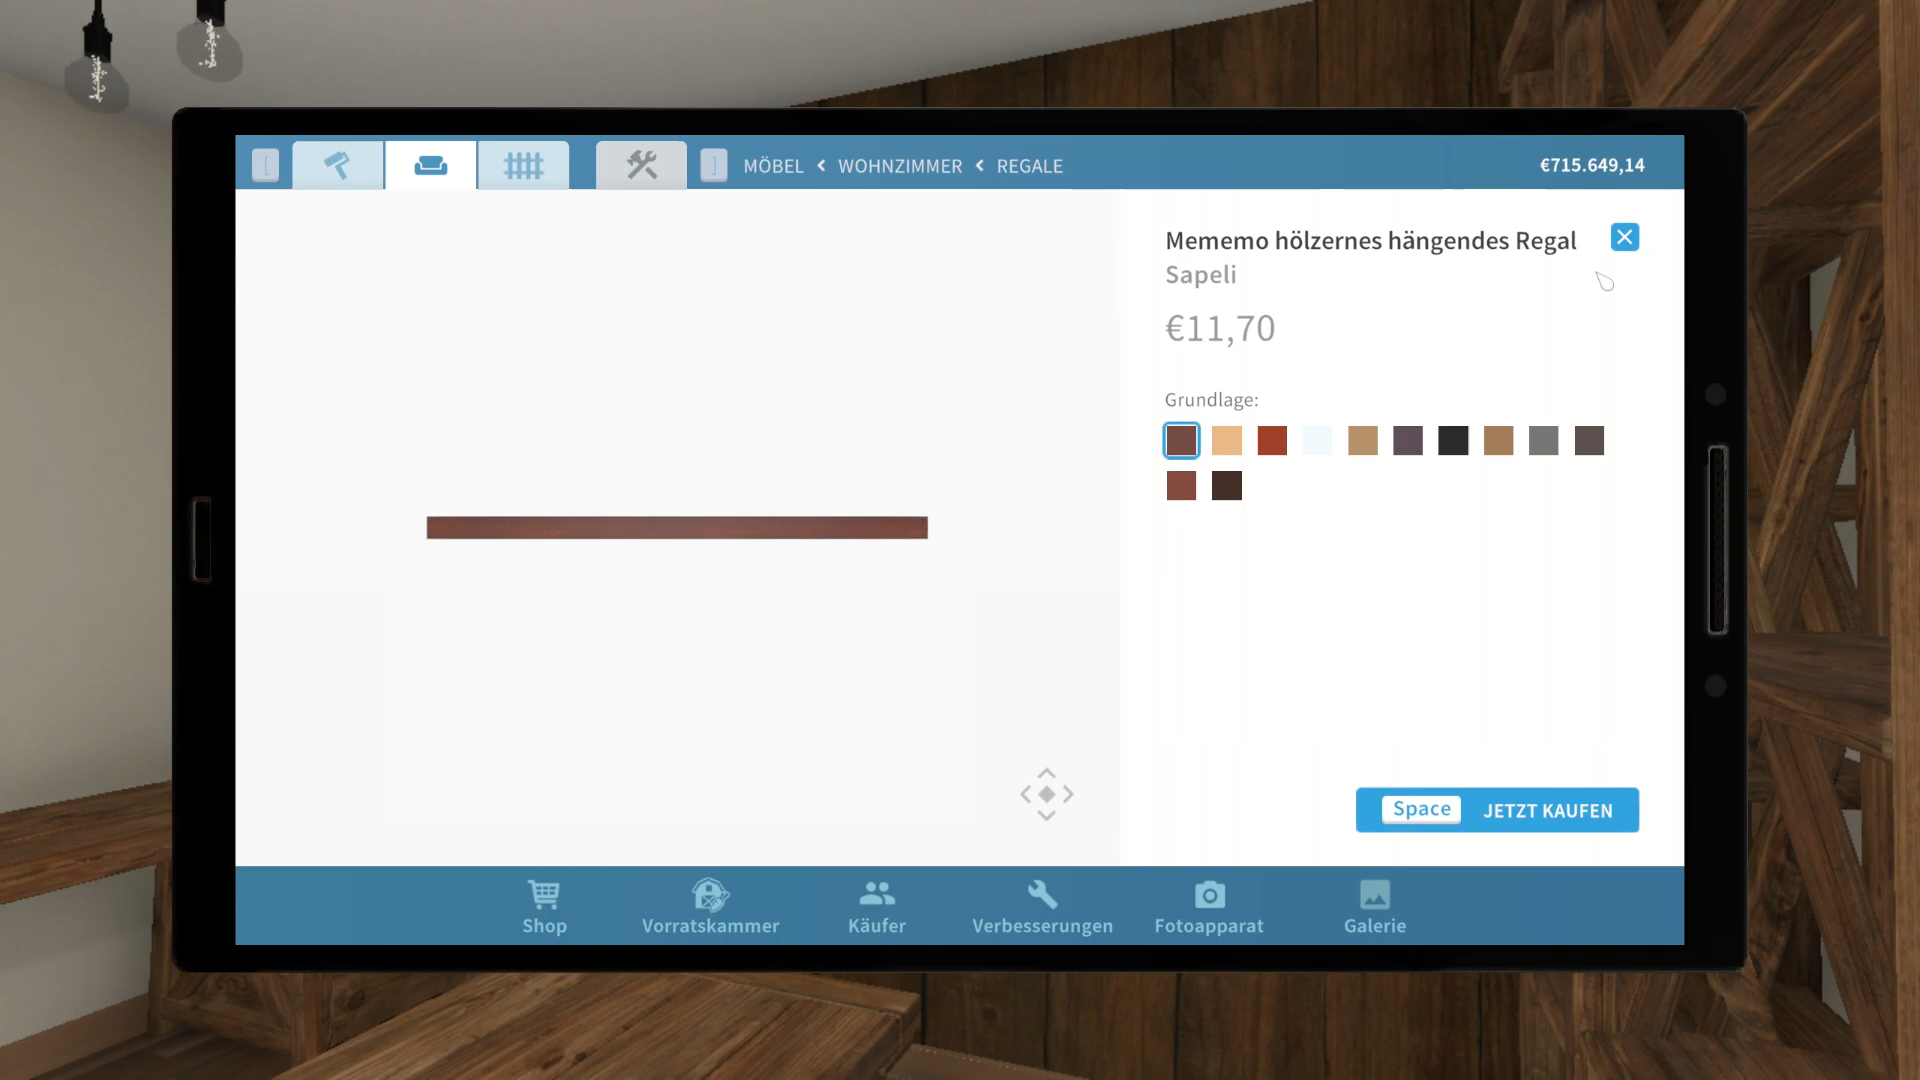 [
]
MÖBEL < WOHNZIMMER < REGALE
€715.649,14
Mememo hölzernes hängendes Regal
Sapeli
€11,70
Grundlage:
Space JETZT KAUFEN
Shop
Vorratskammer
Käufer
Verbesserungen
Fotoapparat
Galerie